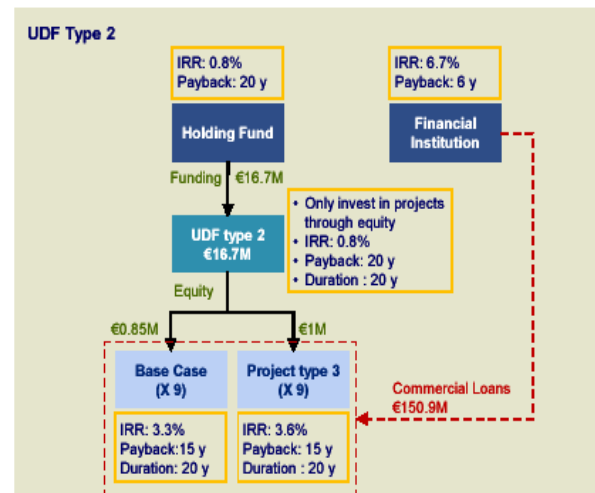 UDF Type 2
IRR: 0.8%
Payback: 20 y
IRR: 6.7%
Payback: 6 y
Holding Fund
Financial
Institution
Funding €16.7M
• Only invest in projects
through equity
• IRR: 0.8%
• Payback: 20 y
• Duration : 20 y
UDF type 2
€16.7M
Equity
€0.85M
€1M
Base Case
(X 9)
Project type 3
(X 9)
Commercial Loans
€150.9M
IRR: 3.3%
Payback:15 y
Duration: 20 y
IRR: 3.6%
Payback: 15 y
Duration : 20 y